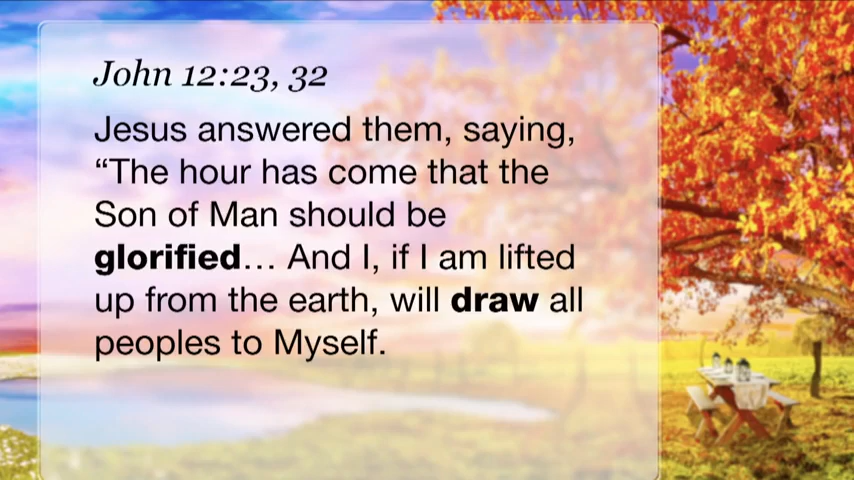 John 12:23, 32
Jesus answered them, saying,
“The hour has come that the
Son of Man should be
glorified… And I, if I am lifted
up from the earth, will draw all
peoples to Myself.